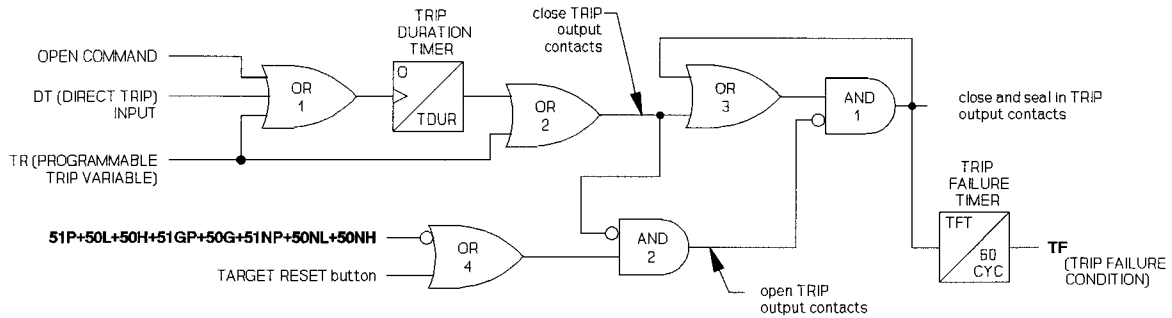 TRIP
DURATION
TIMER
close TRIP
output
contacts
OPEN COMMAND
DT (DIRECT TRIP)
INPUT
TR (PROGRAMMABLE
TRIP VARIABLE)
OR
1
0
TDUR
OR
2
OR
3
AND
1
close and seal in TRIP
output contacts
TRIP
FAILURE
TIMER
TFT
60
CYC
TF
(TRIP FAILURE
CONDITION)
51P+50L+50H+51GP+50G+51NP+50NL+50NH
TARGET RESET button
OR
4
AND
2
open TRIP
output contacts